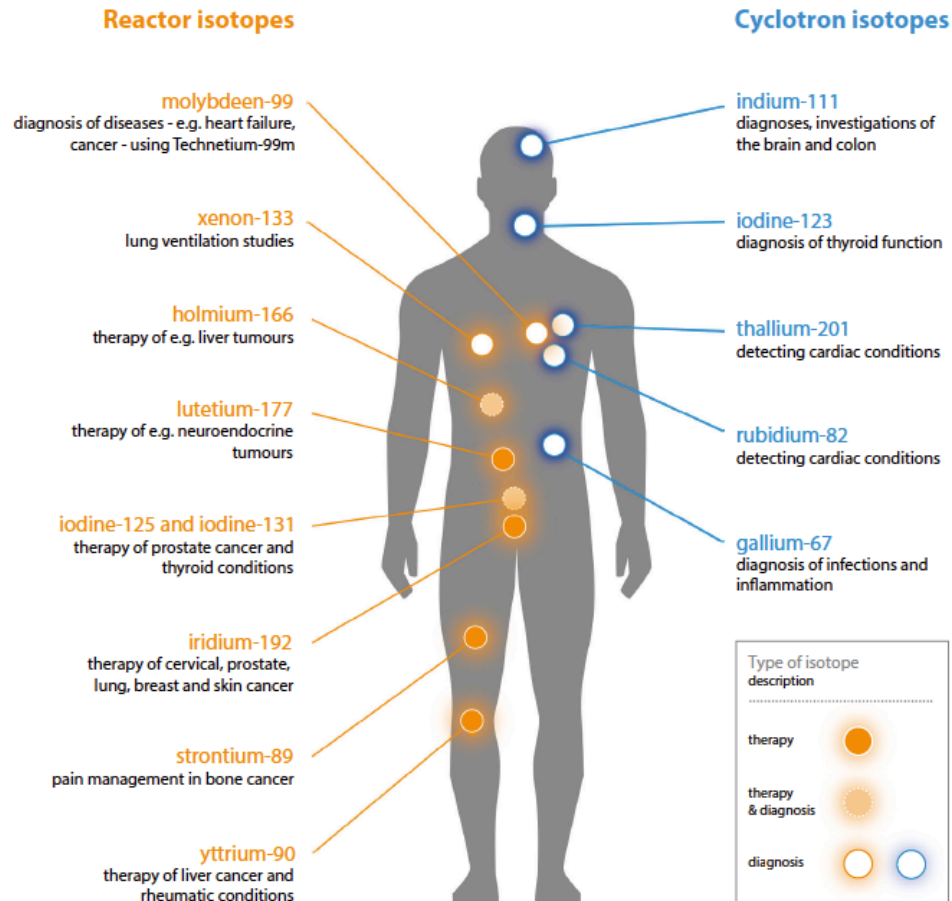 Reactor isotopes
molybdeen-99
diagnosis of diseases - e.g. heart failure,
cancer - using Technetium-99m
xenon-133
lung ventilation studies
holmium-166
therapy of e.g. liver tumours
lutetium-177
therapy of e.g. neuroendocrine
tumours
iodine-125 and iodine-131
therapy of prostate cancer and
thyroid conditions
iridium-192
therapy of cervical, prostate,
lung, breast and skin cancer
strontium-89
pain management in bone cancer
yttrium-90
therapy of liver cancer and
rheumatic conditions
Cyclotron isotopes
indium-111
diagnoses, investigations of
the brain and colon
iodine-123
diagnosis of thyroid function
thallium-201
detecting cardiac conditions
rubidium-82
detecting cardiac conditions
gallium-67
diagnosis of infections and
inflammation
Type of isotope
description
therapy
therapy
& diagnosis
diagnosis